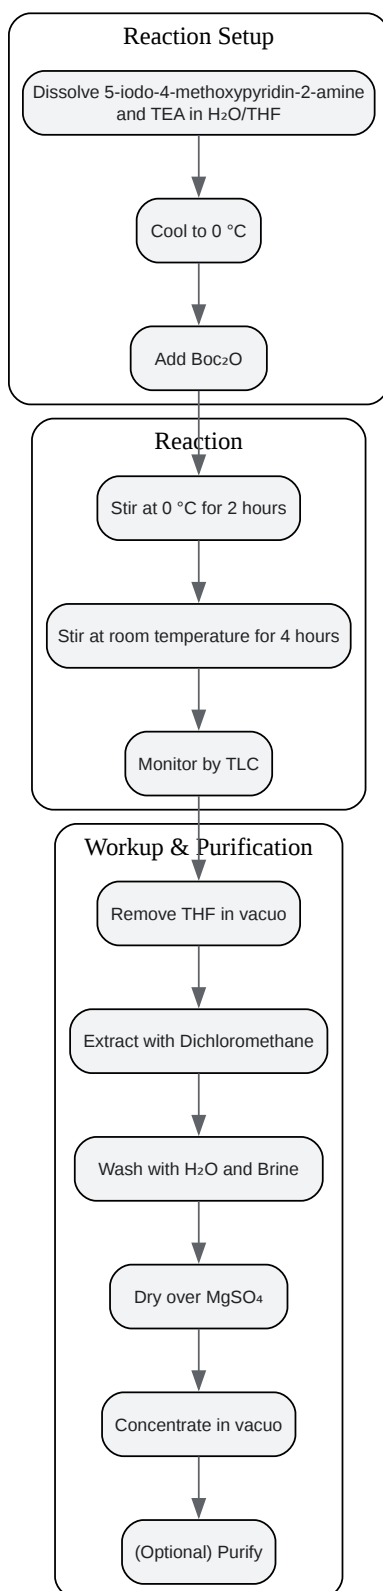 Reaction Setup
Dissolve 5-iodo-4-methoxypyridin-2-amine
and TEA in H₂O/THF
Cool to 0 °C
Add Boc₂O
Reaction
Stir at 0 °C for 2 hours
Stir at room temperature for 4 hours
Monitor by TLC
Workup & Purification
Remove THF in vacuo
Extract with Dichloromethane
Wash with H₂O and Brine
Dry over MgSO₄
Concentrate in vacuo
(Optional) Purify